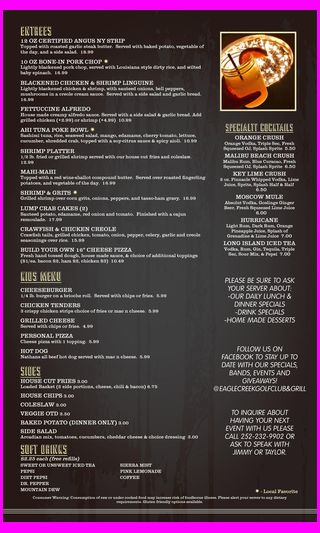 ENTREES
12 OZ CERTIFIED ANGUS NY STRIP
Topped with roasted garlic steak butter. Served with baked potato, vegetable of
the day, and a side salad. 18.99
10 OZ BONE-IN PORK CHOP
Lightly blackened pork chop, served with Louisiana style dirty rice, and wilted
baby spinach. 16.99
BLACKENED CHICKEN & SHRIMP LINGUINE
Lightly blackened chicken & shrimp, with sauteed onions, bell peppers,
mushrooms in a creole cream sauce. Served with a side salad and garlic bread.
16.99
FETTUCINE ALFREDO
House made creamy alfredo sauce. Served with a side salad & garlic bread. Add
grilled chicken (+2.99) or shrimp (+4.99) 10.99
AHI TUNA POKE BOWL
Sashimi tuna, rice, seaweed salad, mango, edamame, cherry tomato, lettuce,
cucumber, shredded crab, topped with a soy-citrus sauce & spicy aioli. 16.99
SHRIMP PLATTER
1/2 lb. fried or grilled shrimp served with our house cut fries and coleslaw.
12.99
MAHI-MAHI
Topped with a red wine-shallot compound butter. Served over roasted fingerling
potatoes, and vegetable of the day. 16.99
SHRIMP & GRITS
Grilled shrimp over corn grits, onions, peppers, and tasso-ham gravy. 16.99
LUMP CRAB CAKES (2)
Sauteed potato, edamame, red onion and tomato. Finished with a cajun
remoulade. 17.99
CRAWFISH & CHICKEN CREOLE
Crawfish tails, grilled chicken, tomato, onion, pepper, celery, garlic and creole
seasonings over rice. 15.99
BUILD YOUR OWN 16" CHEESE PIZZA
Fresh hand tossed dough, house made sauce, & choice of additional toppings
($1/ea. bacon $2, ham $2, chicken $3) 10.49
KIDS MENU
CHEESEBURGER
1/4 lb. burger on a brioche roll. Served with chips or fries. 5.99
CHICKEN TENDERS
3 crispy chicken strips choice of fries or mac n cheese. 5.99
GRILLED CHEESE
Served with chips or fries. 4.99
PERSONAL PIZZA
Cheese pizza with 1 topping. 5.99
HOT DOG
Nathans all beef hot dog served with mac n cheese. 5.99
SIDES
HOUSE CUT FRIES 3.00
Loaded Basket (3 side portions, cheese, chili & bacon) 6.75
HOUSE CHIPS 3.00
COLESLAW 3.00
VEGGIE OTD 3.50
BAKED POTATO (DINNER ONLY) 3.00
SIDE SALAD
Arcadian mix, tomatoes, cucumbers, cheddar cheese & choice dressing 3.00
SOFT DRINKS
$2.25 each (free refills)
SWEET OR UNSWEET ICED TEA
PEPSI
DIET PEPSI
DR. PEPPER
MOUNTAIN DEW
SIERRA MIST
PINK LEMONADE
COFFEE
SPECIALTY COCKTAILS
ORANGE CRUSH
Orange Vodka, Triple Sec, Fresh
Squeezed OJ, Splash Sprite 5.50
MALIBU BEACH CRUSH
Malibu Rum, Blue Curacao, Fresh
Squeezed OJ, Splash Sprite 6.50
KEY LIME CRUSH
2 oz. Pinnacle Whipped Vodka, Lime
Juice, Sprite, Splash Half & Half
6.50
MOSCOW MULE
Absolut Vodka, Goslings Ginger
Beer, Fresh Squeezed Lime Juice
6.00
HURRICANE
Light Rum, Dark Rum, Orange
Pineapple Juice, Splash of
Grenadine & Lime Juice 7.00
LONG ISLAND ICED TEA
Vodka, Rum, Gin, Tequila, Triple
Sec, Sour Mix, & Pepsi 7.00
PLEASE BE SURE TO ASK
YOUR SERVER ABOUT:
-OUR DAILY LUNCH &
DINNER SPECIALS
-DRINK SPECIALS
-HOME MADE DESSERTS
FOLLOW US ON
FACEBOOK TO STAY UP TO
DATE WITH OUR SPECIALS,
BANDS, EVENTS AND
GIVEAWAYS!
@EAGLECREEKGOLFCLUB&GRILL
TO INQUIRE ABOUT
HAVING YOUR NEXT
EVENT WITH US PLEASE
CALL 252-232-9902 OR
ASK TO SPEAK WITH
JIMMY OR TAYLOR.
- Local Favorite
Consumer Warning: Consumption of raw or under cooked food may increase risk of foodborne illness. Please alert your server to any dietary
requirements. Gluten friendly options available.